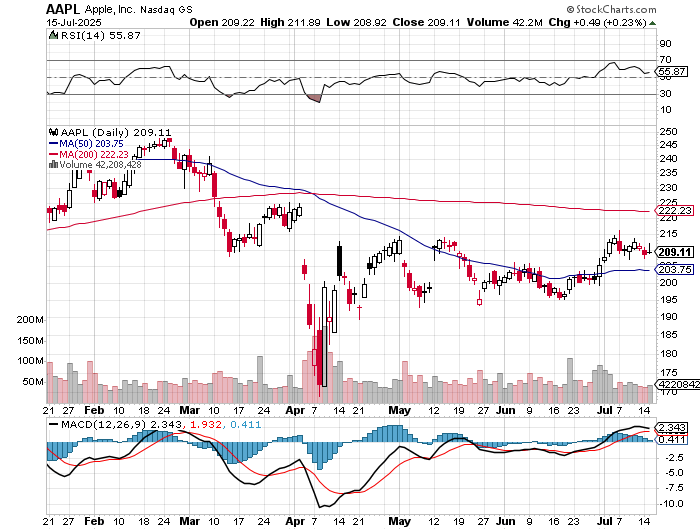 AAPL Apple, Inc. Nasdaq GS © StockCharts.com
15-Jul-2025 Open 209.22 High 211.89 Low 208.92 Close 209.11 Volume 42.2M Chg +0.49 (+0.23%)
RSI(14) 55.87
90
70
55.87
30
10
AAPL (Daily) 209.11
MA(50) 203.75
MA(200) 222.23
Volume 42,208,428
250
245
240
235
230
225
222.23
220
215
209.11
203.75
200
195
190
185
180
175
170
200M
150M
100M
50M
4220842
21 27 Feb 10 18 24 Mar 10 17 24 Apr 7 14 21 May 12 19 27 Jun 9 16 23 Jul 7 14
MACD(12,26,9) 2.343, 1.932, 0.411
2.343
0.411
-2.5
-5.0
-7.5
-10.0
21 27 Feb 10 18 24 Mar 10 17 24 Apr 7 14 21 May 12 19 27 Jun 9 16 23 Jul 7 14